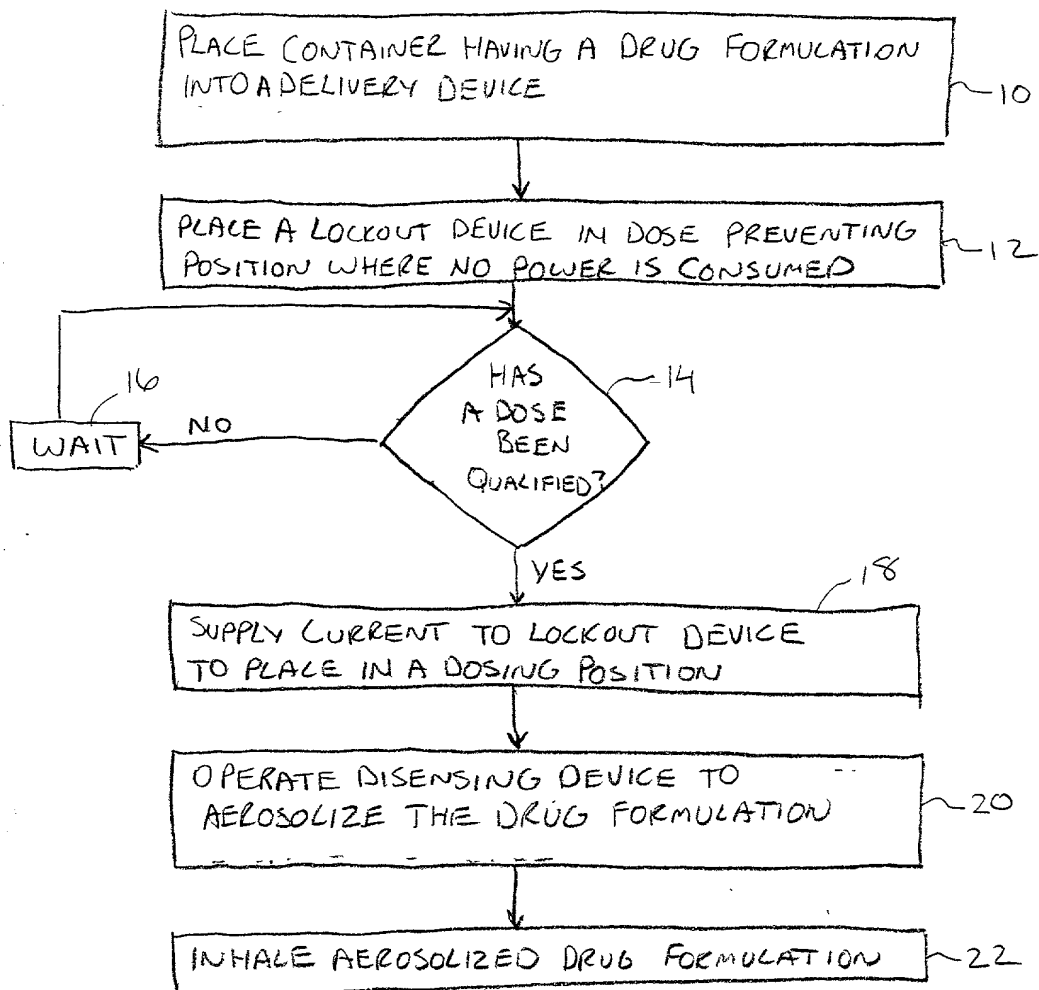 PLACE CONTAINER HAVING A DRUG FORMULATION
INTO A DELIVERY DEVICE
10
PLACE A LOCKOUT DEVICE IN DOSE PREVENTING
POSITION WHERE NO POWER IS CONSUMED
12
HAS
A DOSE
BEEN
QUALIFIED?
14
16
WAIT
NO
YES
18
SUPPLY CURRENT TO LOCKOUT DEVICE
TO PLACE IN A DOSING POSITION
OPERATE DISENSING DEVICE TO
AEROSOLIZE THE DRUG FORMULATION
20
INHALE AEROSOLIZED DRUG FORMULATION
22